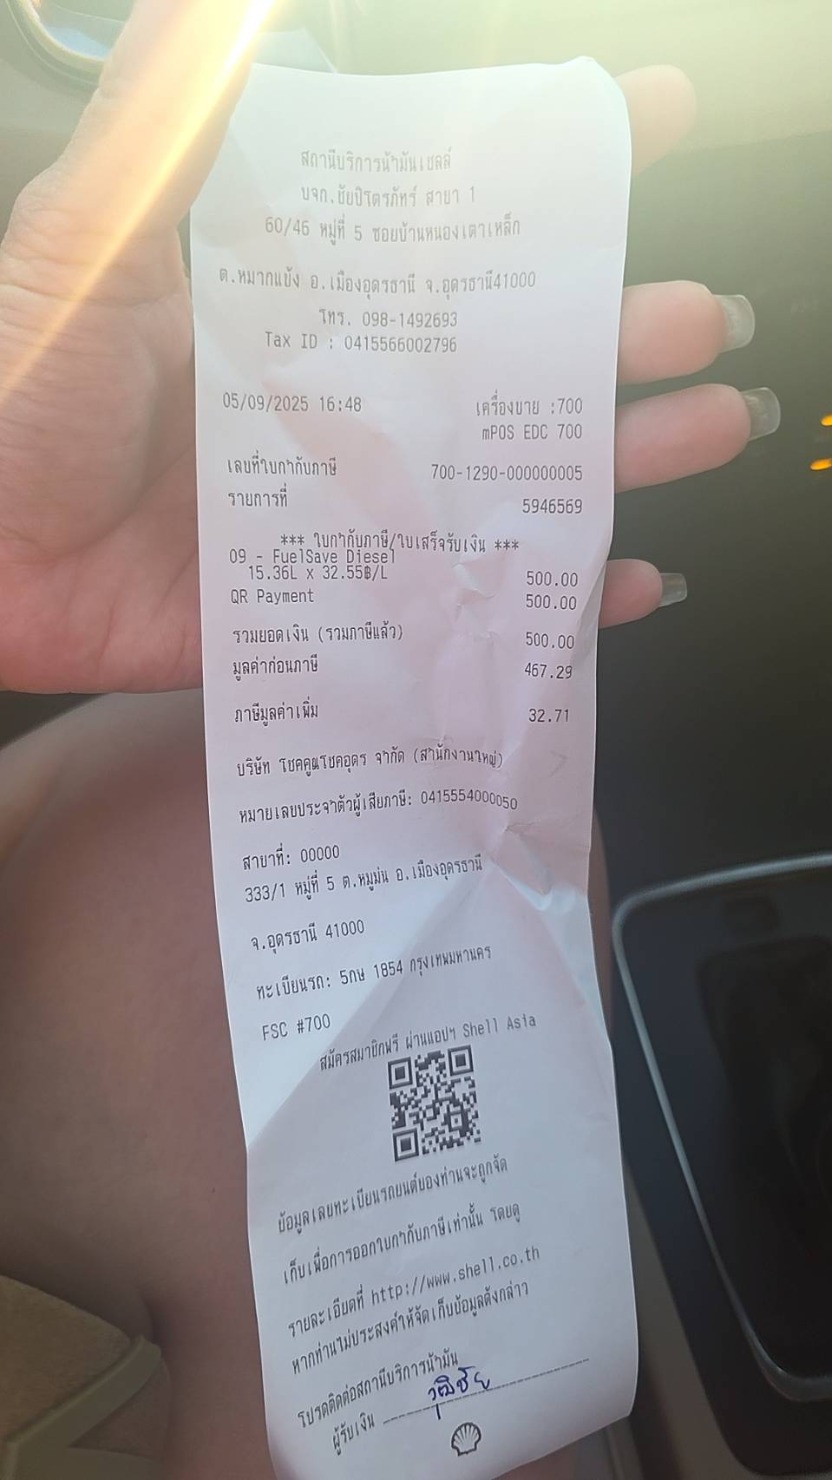 สถานีบริการน้ำมันเชลล์
บจก.ชัยปิโตรภัทร์ สาขา 1
60/46 หมู่ที่ 5 ซอยบ้านหนองเตาเหล็ก
ต.หมากแข้ง อ.เมืองอุดรธานี จ.อุดรธานี41000
โทร. 098-1492693
Tax ID : 0415566002796
05/09/2025 16:48 เครื่องขาย :700
mPOS EDC 700
เลขที่ใบกำกับภาษี 700-1290-000000005
รายการที่ 5946569
*** ใบกำกับภาษี/ใบเสร็จรับเงิน ***
09 - FuelSave Diesel
15.36L x 32.55฿/L 500.00
QR Payment 500.00
รวมยอดเงิน (รวมภาษีแล้ว) 500.00
มูลค่าก่อนภาษี 467.29
ภาษีมูลค่าเพิ่ม 32.71
บริษัท โชคคูณโชคอุดร จำกัด (สำนักงานใหญ่)
หมายเลขประจำตัวผู้เสียภาษี: 0415554000050
สาขาที่: 00000
333/1 หมู่ที่ 5 ต.หมูม่น อ.เมืองอุดรธานี
จ.อุดรธานี 41000
ทะเบียนรถ: 5กษ 1854 กรุงเทพมหานคร
FSC #700
สมัครสมาชิกฟรี ผ่านแอปฯ Shell Asia
ข้อมูลเลขทะเบียนรถยนต์ของท่านจะถูกจัด
เก็บเพื่อการออกใบกำกับภาษีเท่านั้น โดยดู
รายละเอียดที่ http://www.shell.co.th
หากท่านไม่ประสงค์ให้จัดเก็บข้อมูลดังกล่าว
โปรดติดต่อสถานีบริการน้ำมัน
ผู้รับเงิน วุฒิชัย